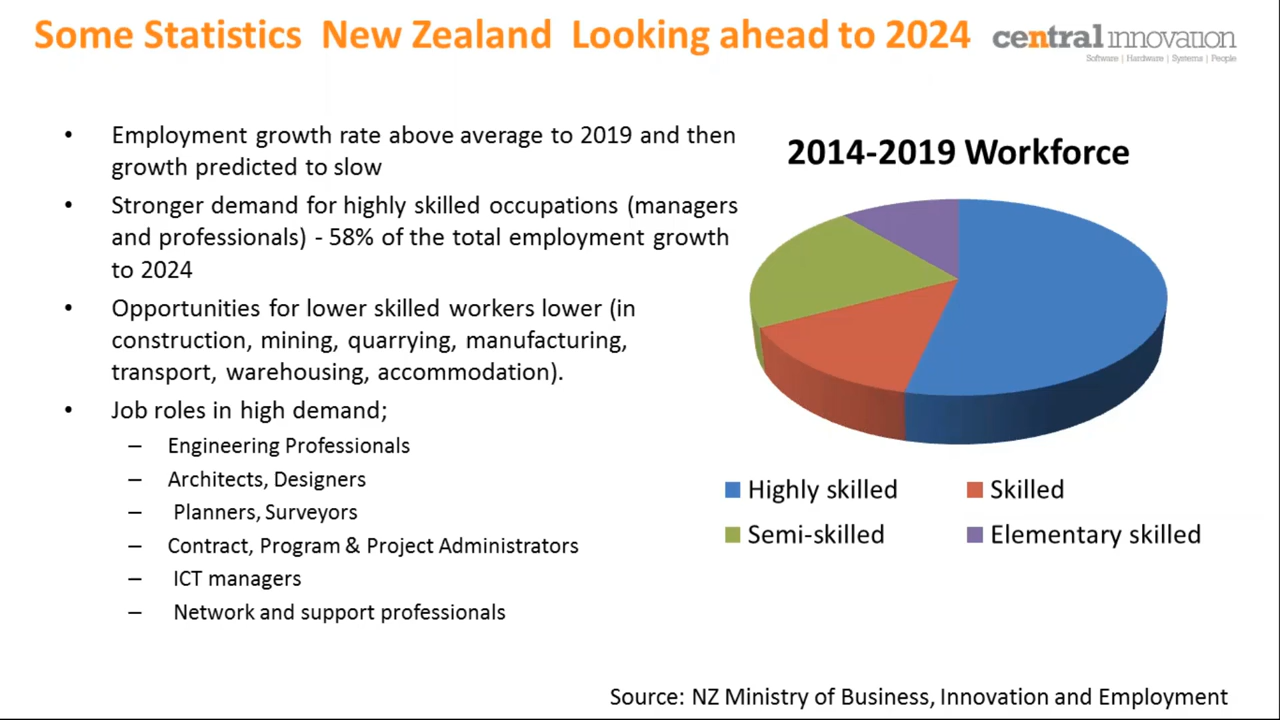 Some Statistics New Zealand Looking ahead to 2024
central innovation
Software | Hardware | Systems | People
• Employment growth rate above average to 2019 and then
growth predicted to slow
• Stronger demand for highly skilled occupations (managers
and professionals) - 58% of the total employment growth
to 2024
• Opportunities for lower skilled workers lower (in
construction, mining, quarrying, manufacturing,
transport, warehousing, accommodation).
• Job roles in high demand;
– Engineering Professionals
– Architects, Designers
– Planners, Surveyors
– Contract, Program & Project Administrators
– ICT managers
– Network and support professionals
2014-2019 Workforce
Highly skilled
Skilled
Semi-skilled
Elementary skilled
Source: NZ Ministry of Business, Innovation and Employment